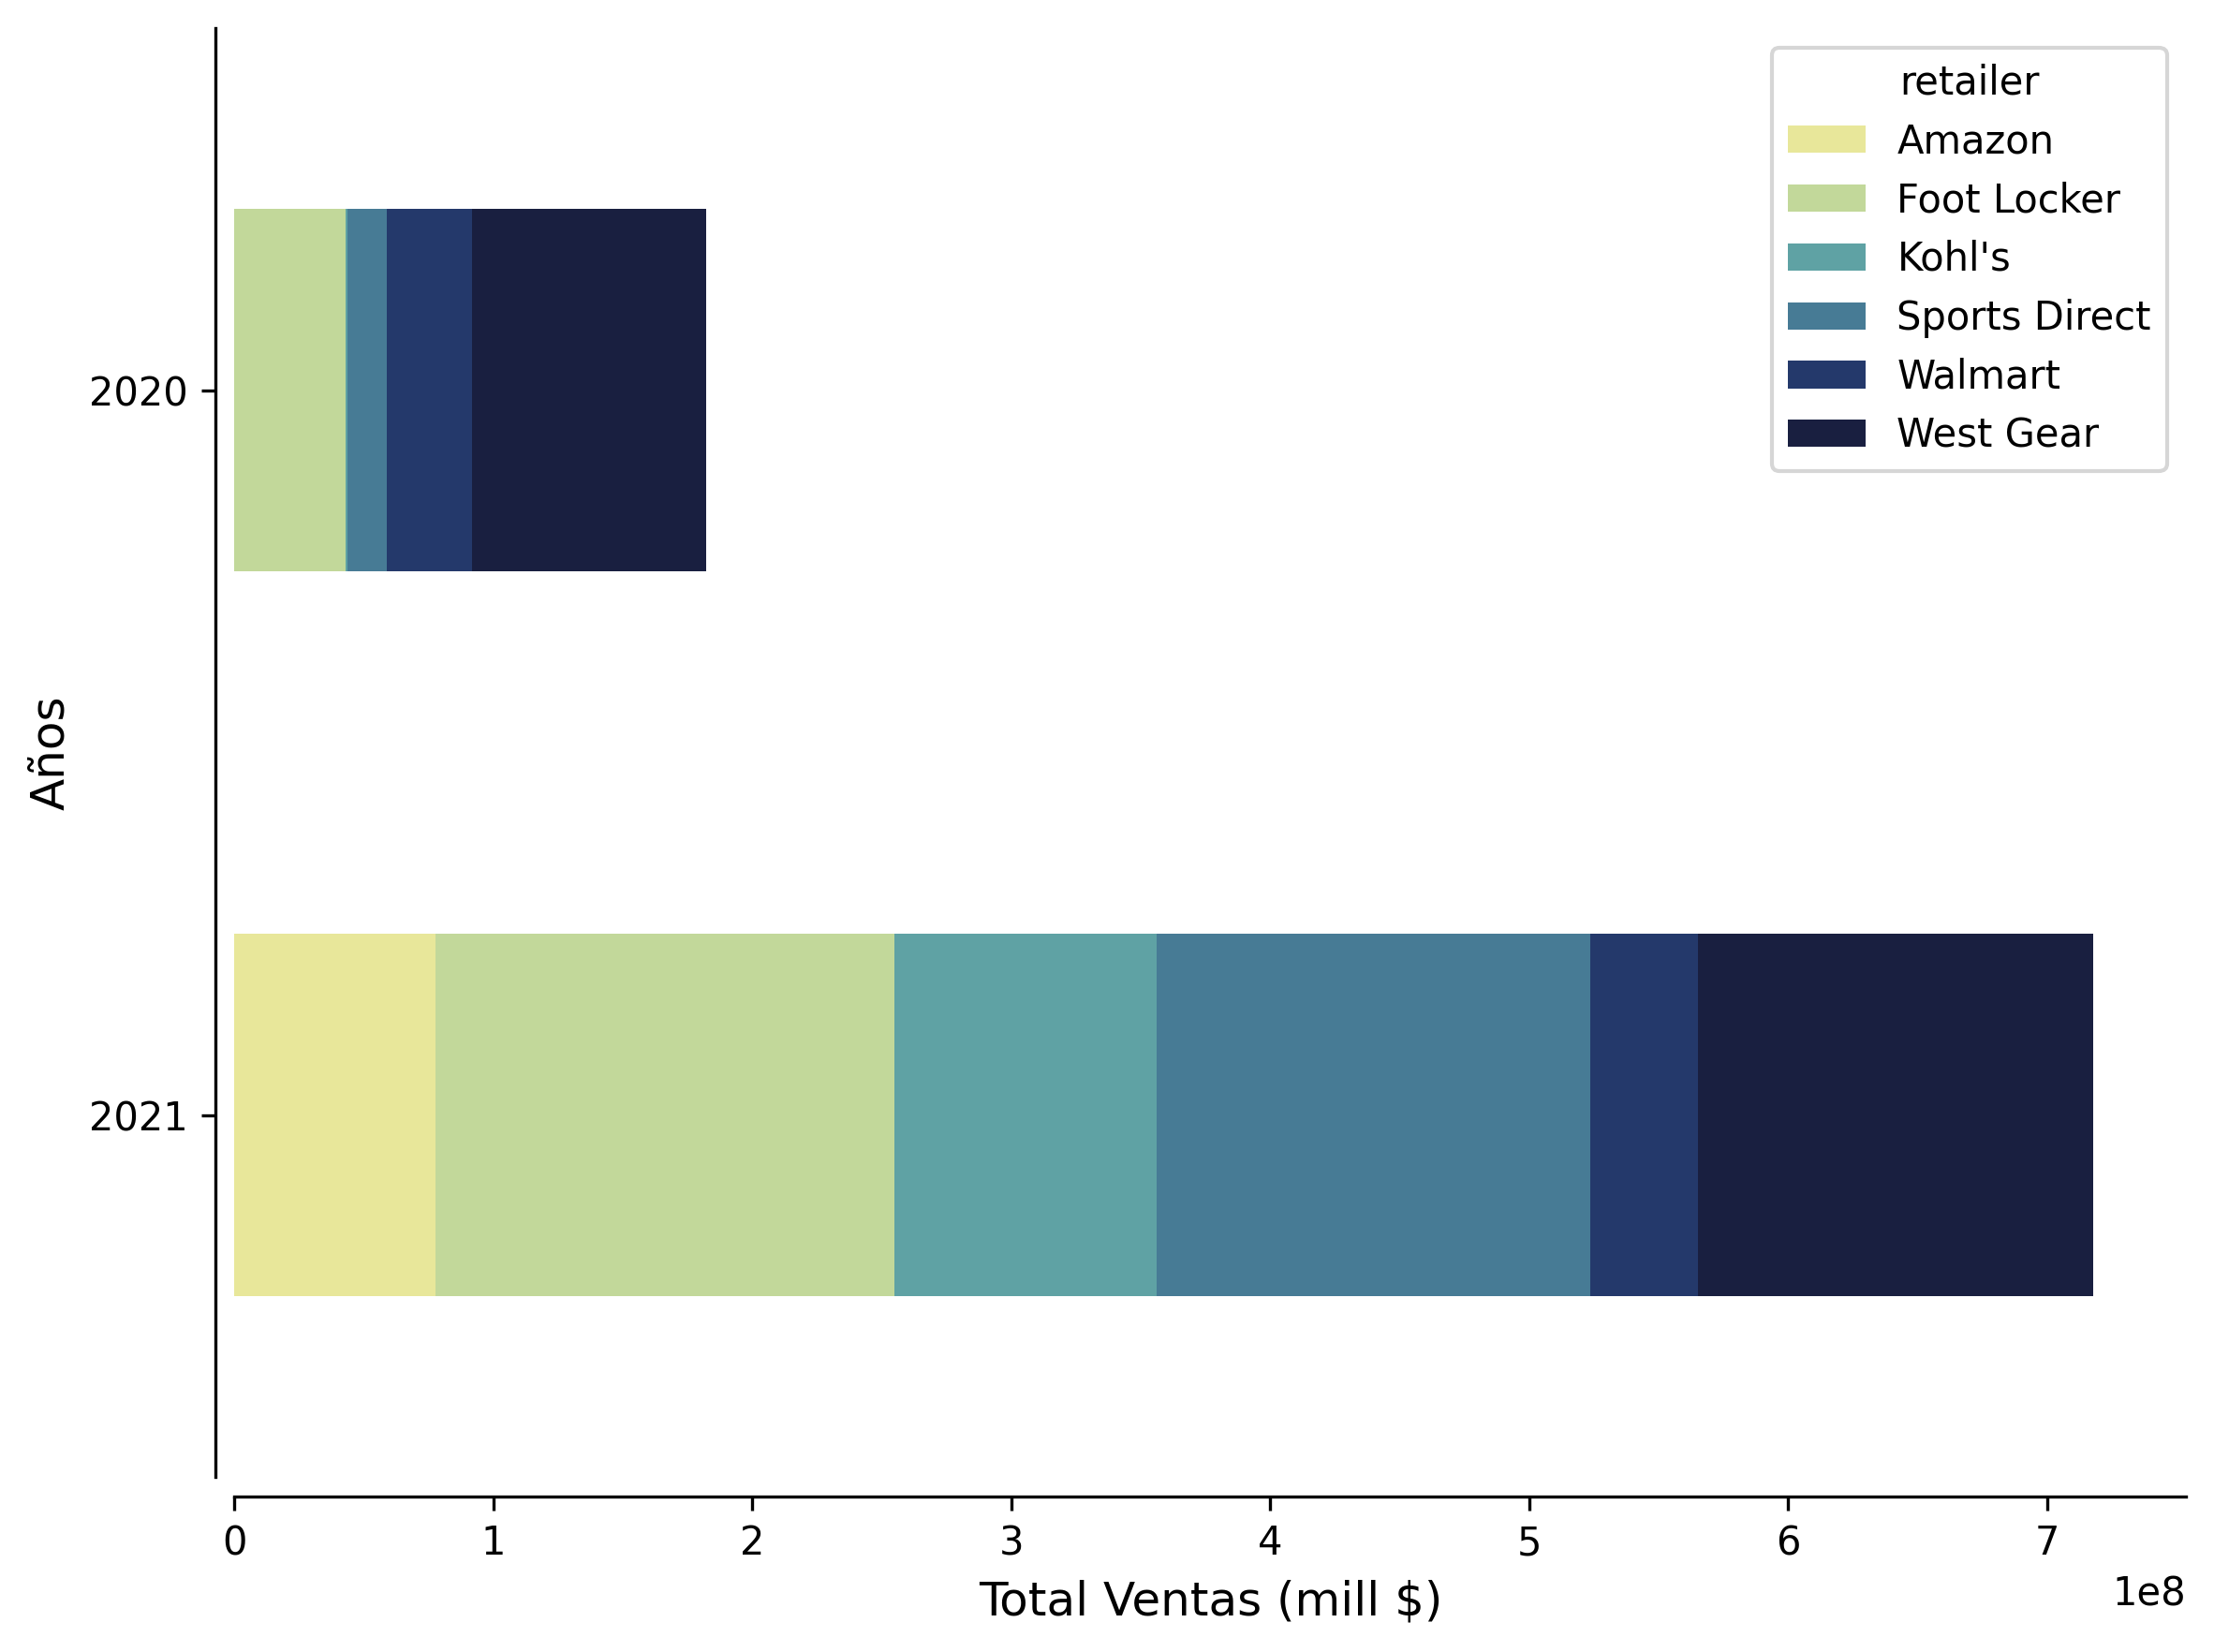 retailer
Amazon
Foot Locker
Kohl's
Sports Direct
Walmart
West Gear
2020
Años
2021
0 1 2 3 4 5 6 7
Total Ventas (mill $)
1e8